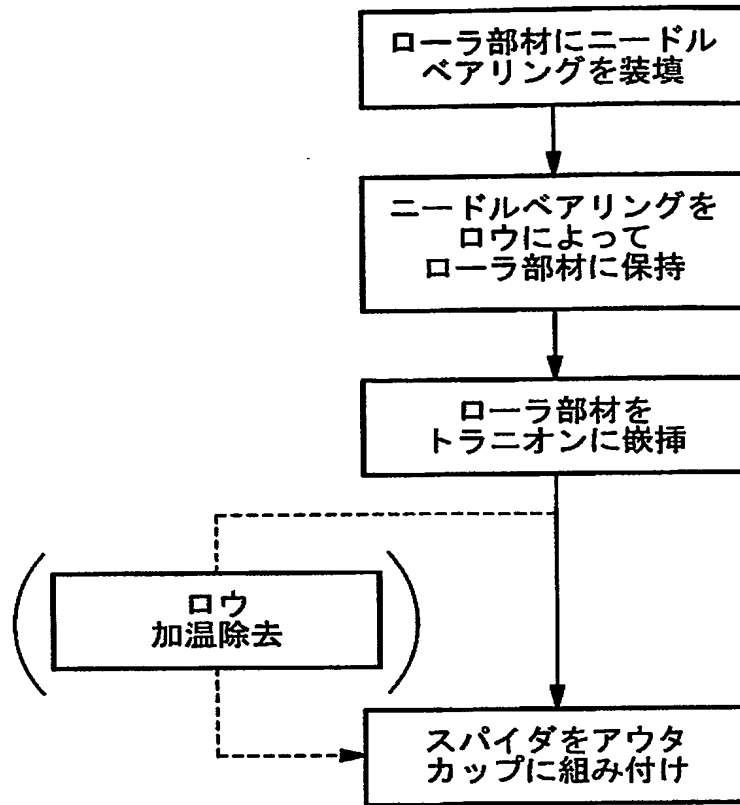 ローラ部材にニードル
ベアリングを装填
ニードルベアリングを
ロウによって
ローラ部材に保持
ローラ部材を
トラニオンに嵌挿
ロウ
加温除去
スパイダをアウタ
カップに組み付け